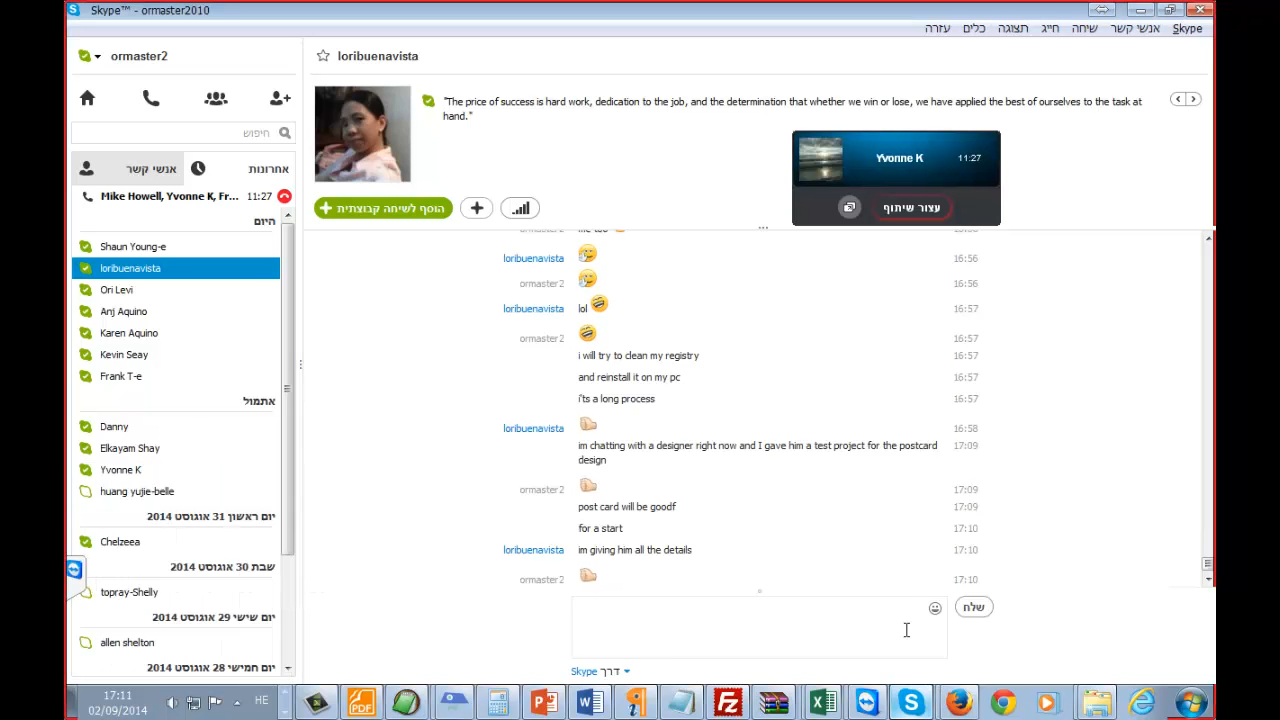 Skype™ - ormaster2010
Skype אנשי קשר שיחה חייג תצוגה כלים עזרה
ormaster2
חיפוש
אנשי קשר
אחרונות
Mike Howell, Yvonne K, Fr... 11:27
היום
Shaun Young-e
loribuenavista
Ori Levi
Anj Aquino
Karen Aquino
Kevin Seay
Frank T-e
אתמול
Danny
Elkayam Shay
Yvonne K
huang yujie-belle
יום ראשון 31 אוגוסט 2014
Chelzeea
שבת 30 אוגוסט 2014
topray-Shelly
יום שישי 29 אוגוסט 2014
allen shelton
יום חמישי 28 אוגוסט 2014
loribuenavista
"The price of success is hard work, dedication to the job, and the determination that whether we win or lose, we have applied the best of ourselves to the task at
hand."
Yvonne K 11:27
עצור שיתוף
הוסף לשיחה קבוצתית
loribuenavista 16:56
ormaster2 16:56
loribuenavista lol 16:57
ormaster2 16:57
i will try to clean my registry 16:57
and reinstall it on my pc 16:57
i'ts a long process 16:57
loribuenavista 16:58
im chatting with a designer right now and I gave him a test project for the postcard 17:09
design
ormaster2 17:09
post card will be goodf 17:09
for a start 17:10
loribuenavista im giving him all the details 17:10
ormaster2 17:10
שלח
דרך Skype
17:11
02/09/2014
HE
PDF